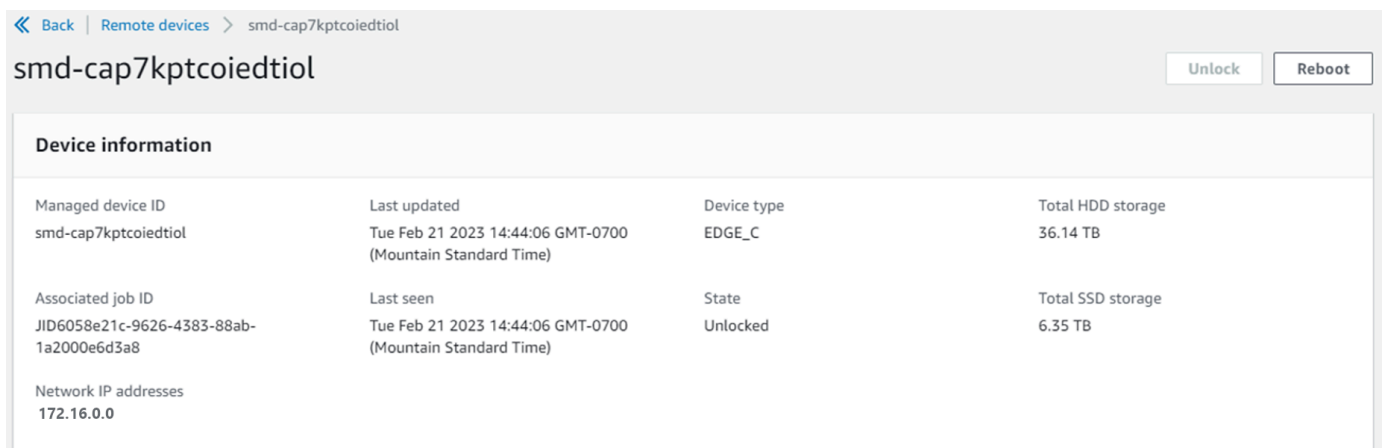 Back | Remote devices > smd-cap7kptcoiedtiol
smd-cap7kptcoiedtiol
Unlock
Reboot
Device information
Managed device ID
smd-cap7kptcoiedtiol
Last updated
Tue Feb 21 2023 14:44:06 GMT-0700
(Mountain Standard Time)
Device type
EDGE_C
Total HDD storage
36.14 TB
Associated job ID
JID6058e21c-9626-4383-88ab-
1a2000e6d3a8
Last seen
Tue Feb 21 2023 14:44:06 GMT-0700
(Mountain Standard Time)
State
Unlocked
Total SSD storage
6.35 TB
Network IP addresses
172.16.0.0